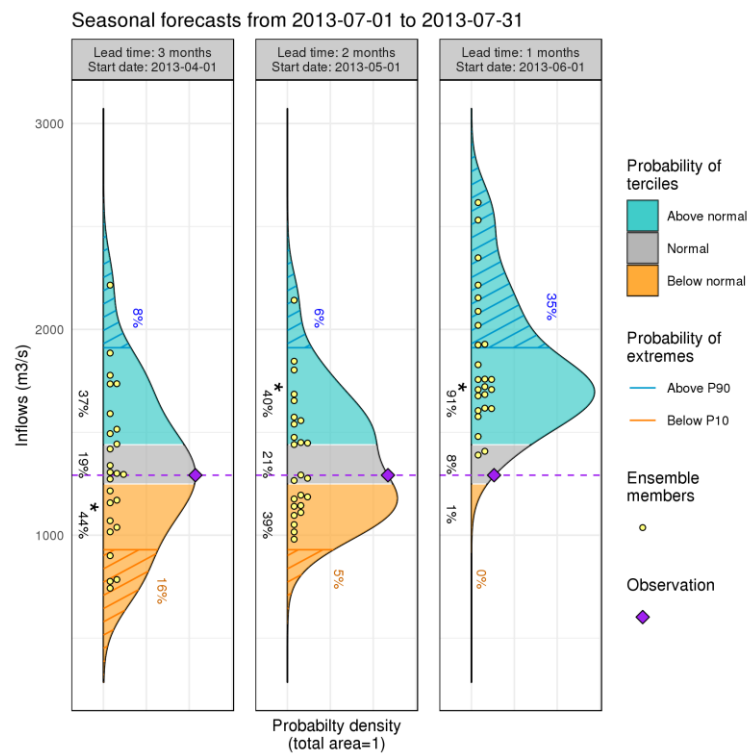 Seasonal forecasts from 2013-07-01 to 2013-07-31
Lead time: 3 months
Start date: 2013-04-01
Lead time: 2 months
Start date: 2013-05-01
Lead time: 1 months
Start date: 2013-06-01
Inflows (m3/s)
3000
2000
1000
8%
37%
19%
*
44%
16%
6%
*
40%
21%
39%
5%
35%
*
91%
8%
1%
0%
Probabilty density
(total area=1)
Probability of
terciles
Above normal
Normal
Below normal
Probability of
extremes
Above P90
Below P10
Ensemble
members
Observation